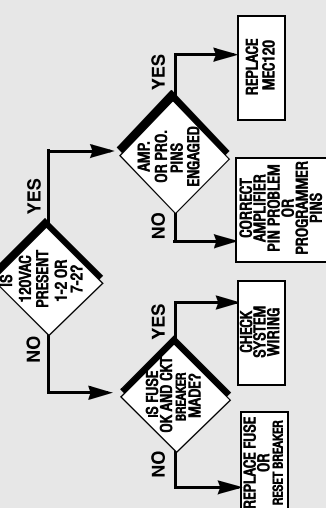 IS
120VAC
PRESENT
1-2 OR
7-2?
YES
NO
AMP.
OR PRO.
PINS
ENGAGED
YES
NO
REPLACE
MEC120
CORRECT
AMPLIFIER
PIN PROBLEM
OR
PROGRAMMER
PINS
IS FUSE
OK AND CKT
BREAKER
MADE?
YES
NO
CHECK
SYSTEM
WIRING
REPLACE FUSE
OR
RESET BREAKER